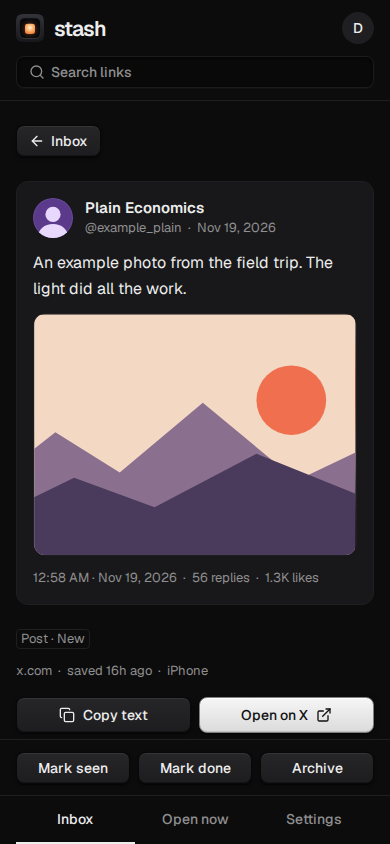 stash
D
Search links
Inbox
Plain Economics
@example_plain · Nov 19, 2026
An example photo from the field trip. The
light did all the work.
12:58 AM · Nov 19, 2026 · 56 replies · 1.3K likes
Post · New
x.com · saved 16h ago · iPhone
Copy text
Open on X
Mark seen
Mark done
Archive
Inbox
Open now
Settings